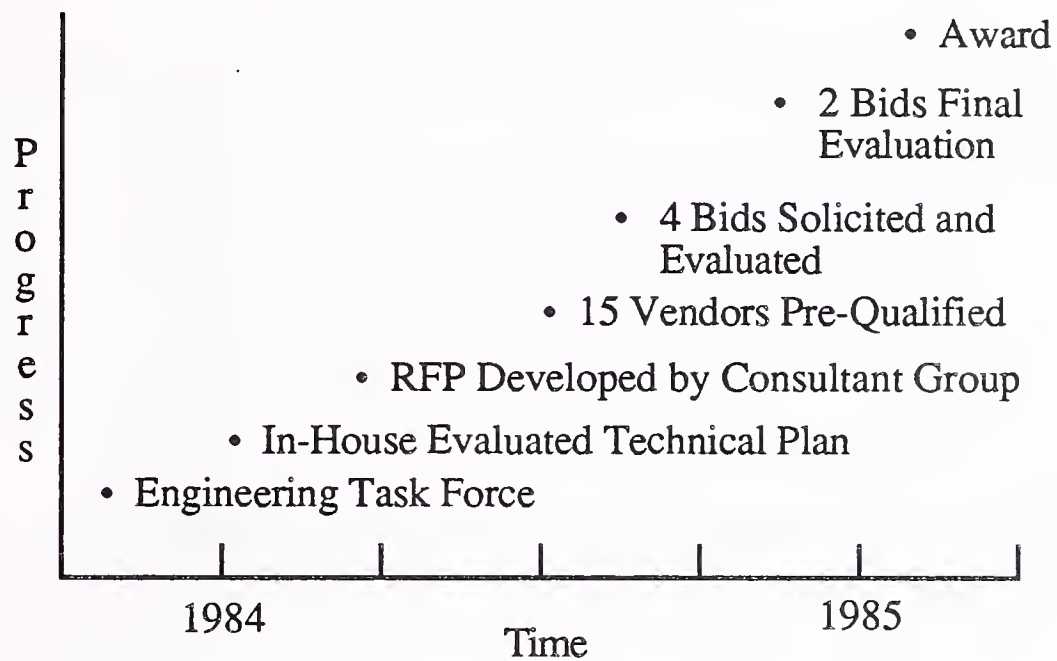 • Award
• 2 Bids Final
Evaluation
• 4 Bids Solicited and
Evaluated
• 15 Vendors Pre-Qualified
• RFP Developed by Consultant Group
• In-House Evaluated Technical Plan
• Engineering Task Force
Progress
1984
1985
Time